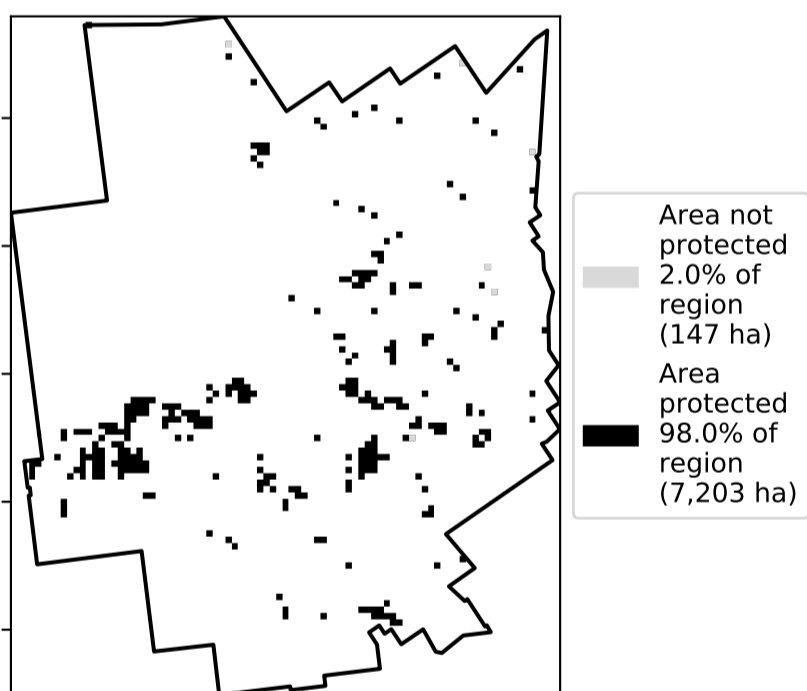 Area not
protected
2.0% of
region
(147 ha)
Area
protected
98.0% of
region
(7,203 ha)